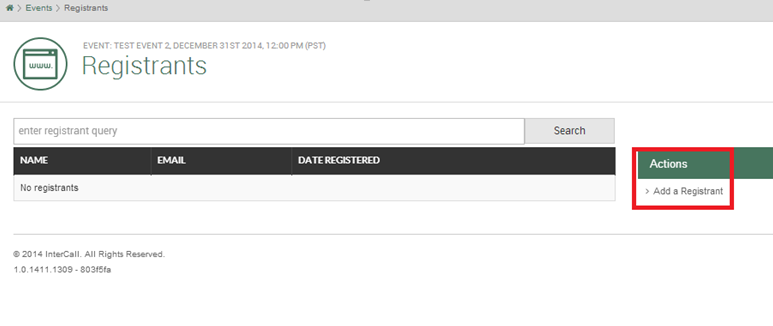 Events > Registrants
EVENT: TEST EVENT 2, DECEMBER 31ST 2014, 12:00 PM (PST)
www.
Registrants
enter registrant query
Search
NAME EMAIL DATE REGISTERED
Actions
No registrants
> Add a Registrant
© 2014 InterCall. All Rights Reserved.
1.0.1411.1309 - 803f5fa